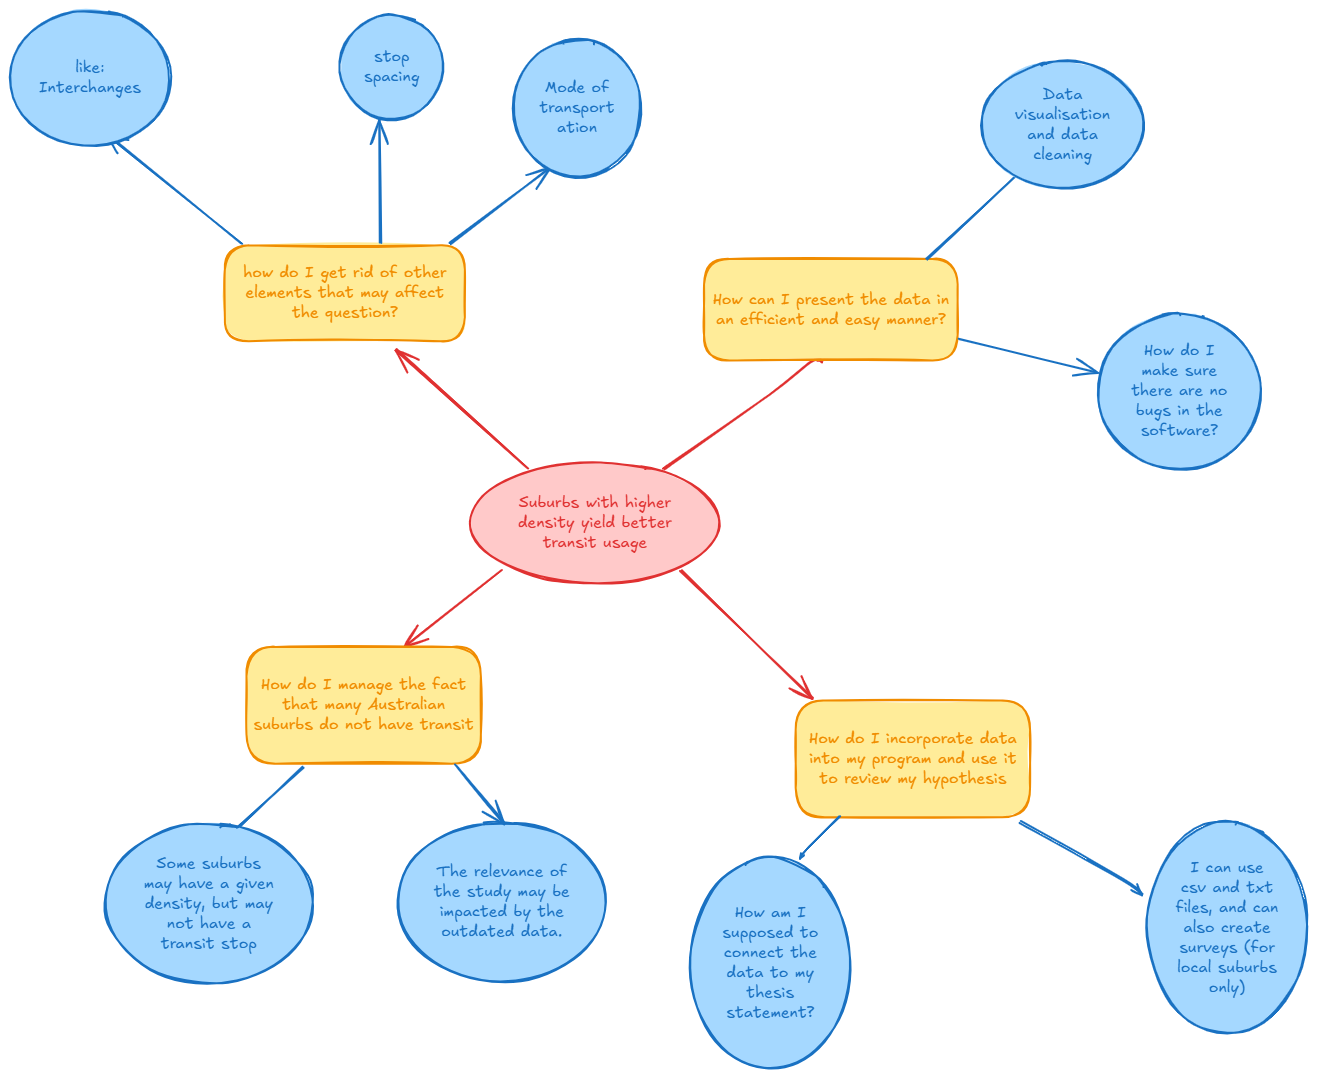 like:
Interchanges
stop
spacing
Mode of
transport
ation
Data
visualisation
and data
cleaning
how do I get rid of other
elements that may affect
the question?
How can I present the data in
an efficient and easy manner?
How do I
make sure
there are no
bugs in the
software?
Suburbs with higher
density yield better
transit usage
How do I manage the fact
that many Australian
suburbs do not have transit
How do I incorporate data
into my program and use it
to review my hypothesis
Some suburbs
may have a given
density, but may
not have a
transit stop
The relevance of
the study may be
impacted by the
outdated data.
How am I
supposed to
connect the
data to my
thesis
statement?
I can use
csv and txt
files, and can
also create
surveys (for
local suburbs
only)